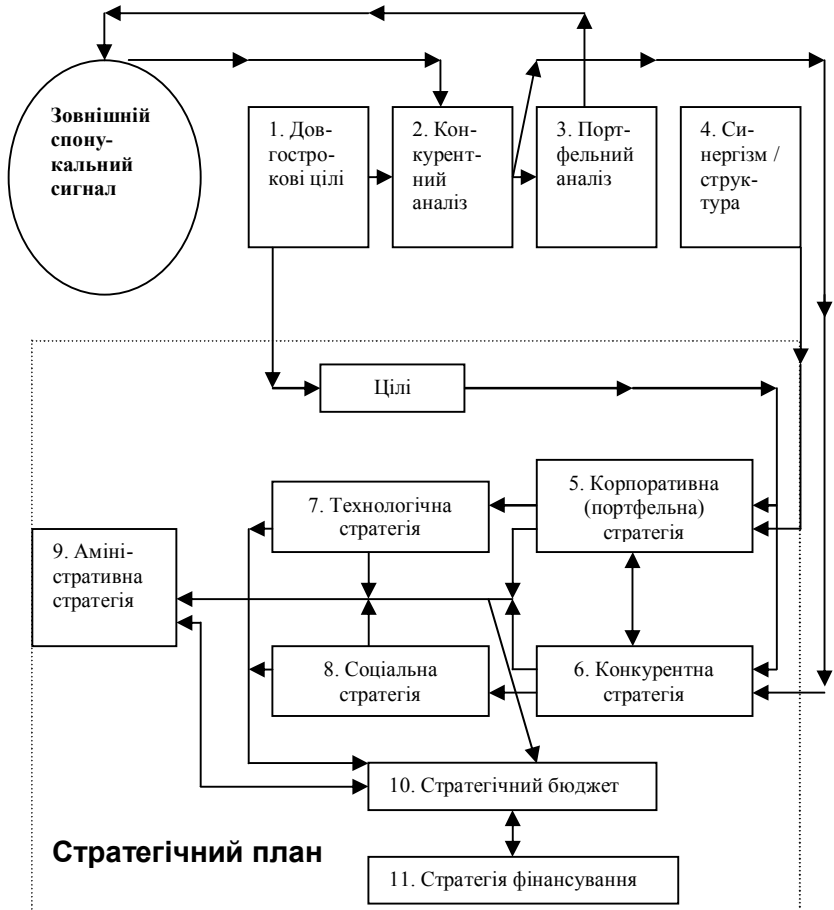 Зовнішній
спону-
кальний
сигнал
1. Дов-
гостро-
кові цілі
2. Кон-
курент-
ний
аналіз
3. Порт-
фельний
аналіз
4. Си-
нергізм /
струк-
тура
Цілі
5. Корпоративна
(портфельна)
стратегія
7. Технологічна
стратегія
9. Аміні-
стративна
стратегія
8. Соціальна
стратегія
6. Конкурентна
стратегія
10. Стратегічний бюджет
Стратегічний план
11. Стратегія фінансування